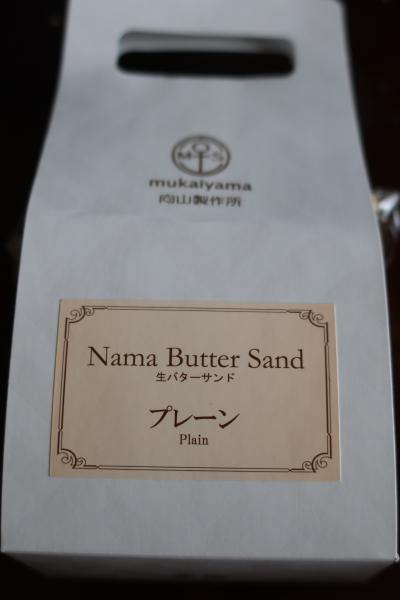 M S
mukaiyama
向山製作所
Nama Butter Sand
生バターサンド
プレーン
Plain